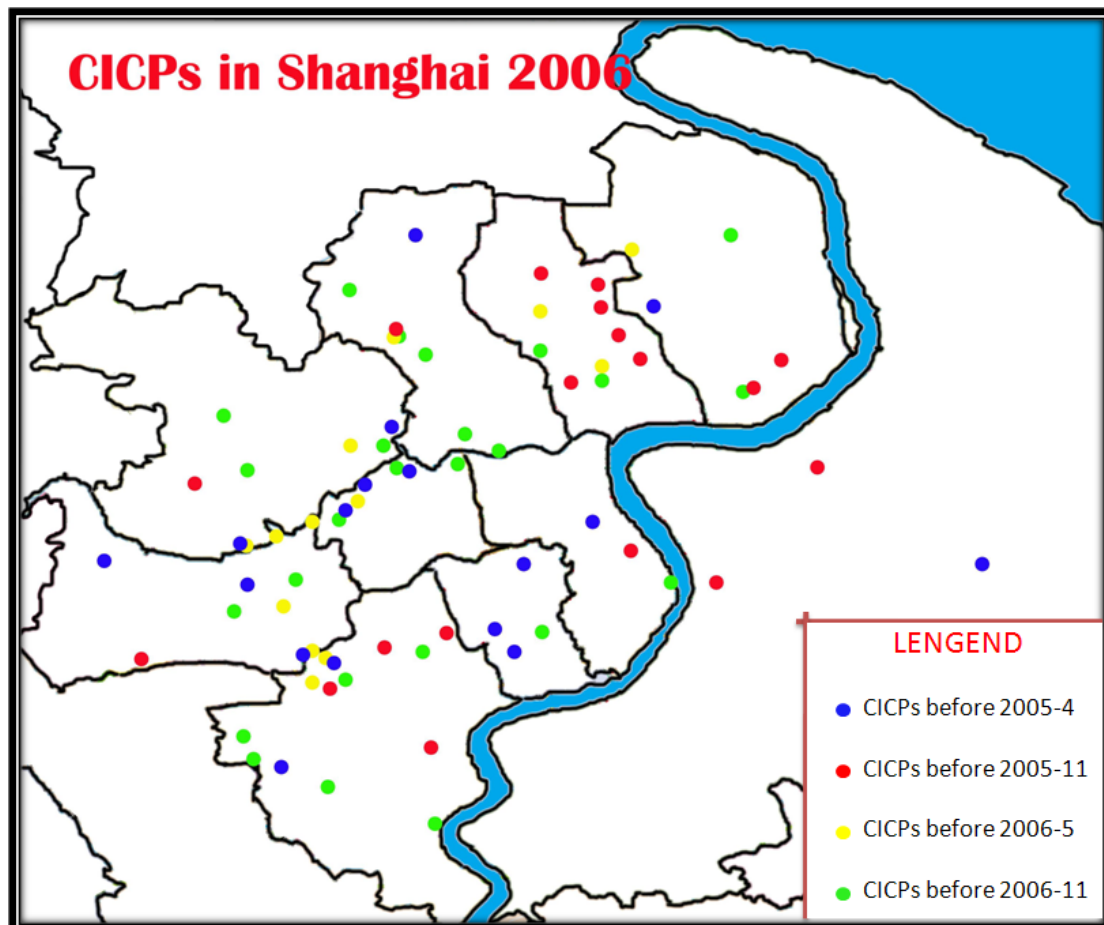 CICPs in Shanghai 2006
LENGEND
CICPs before 2005-4
CICPs before 2005-11
CICPs before 2006-5
CICPs before 2006-11